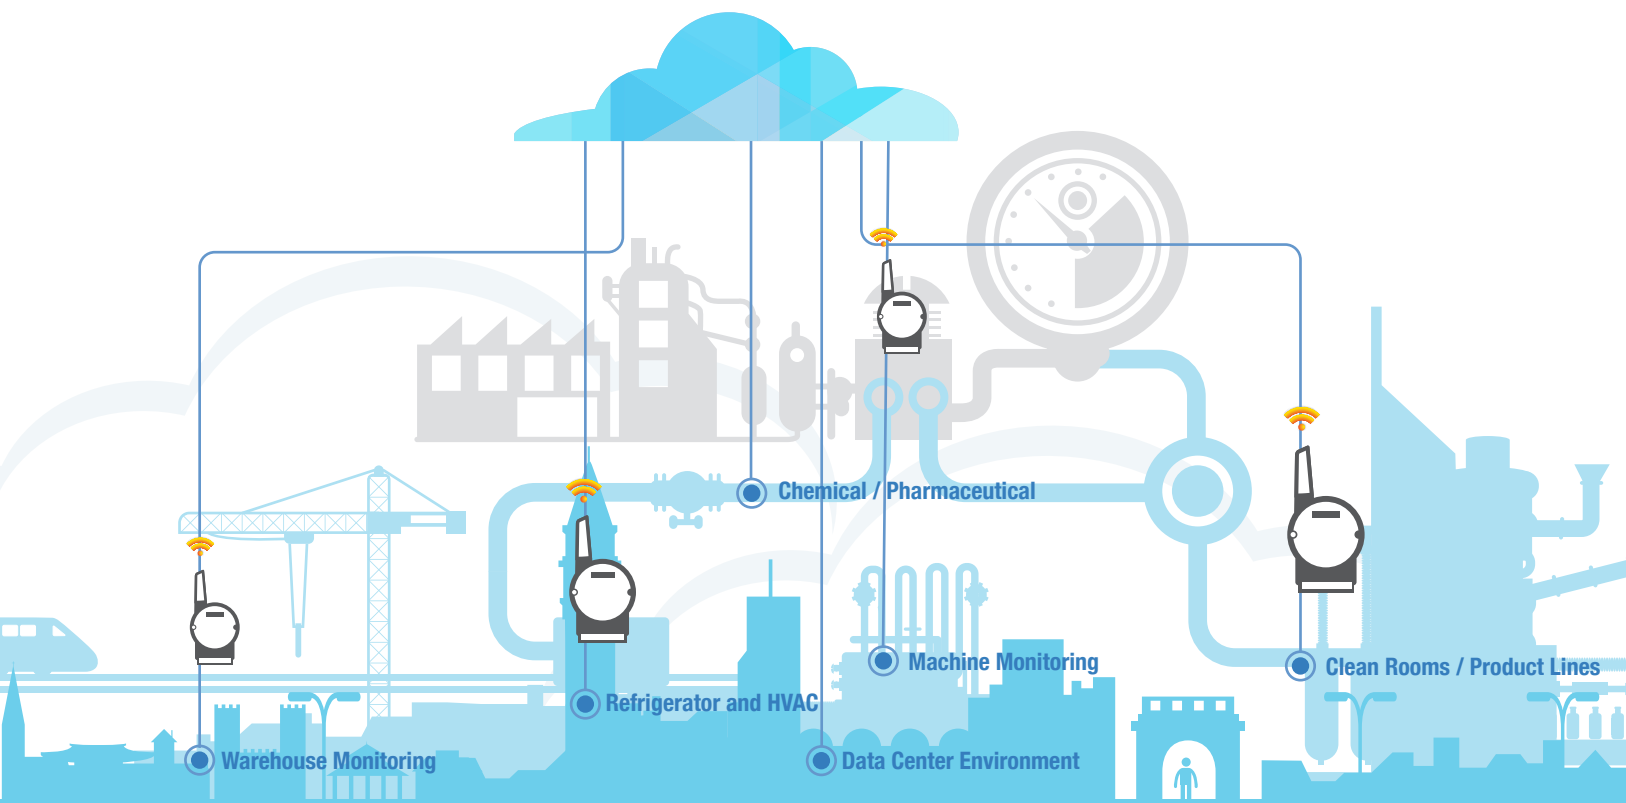 Chemical / Pharmaceutical
Machine Monitoring
Clean Rooms / Product Lines
Refrigerator and HVAC
Warehouse Monitoring
Data Center Environment